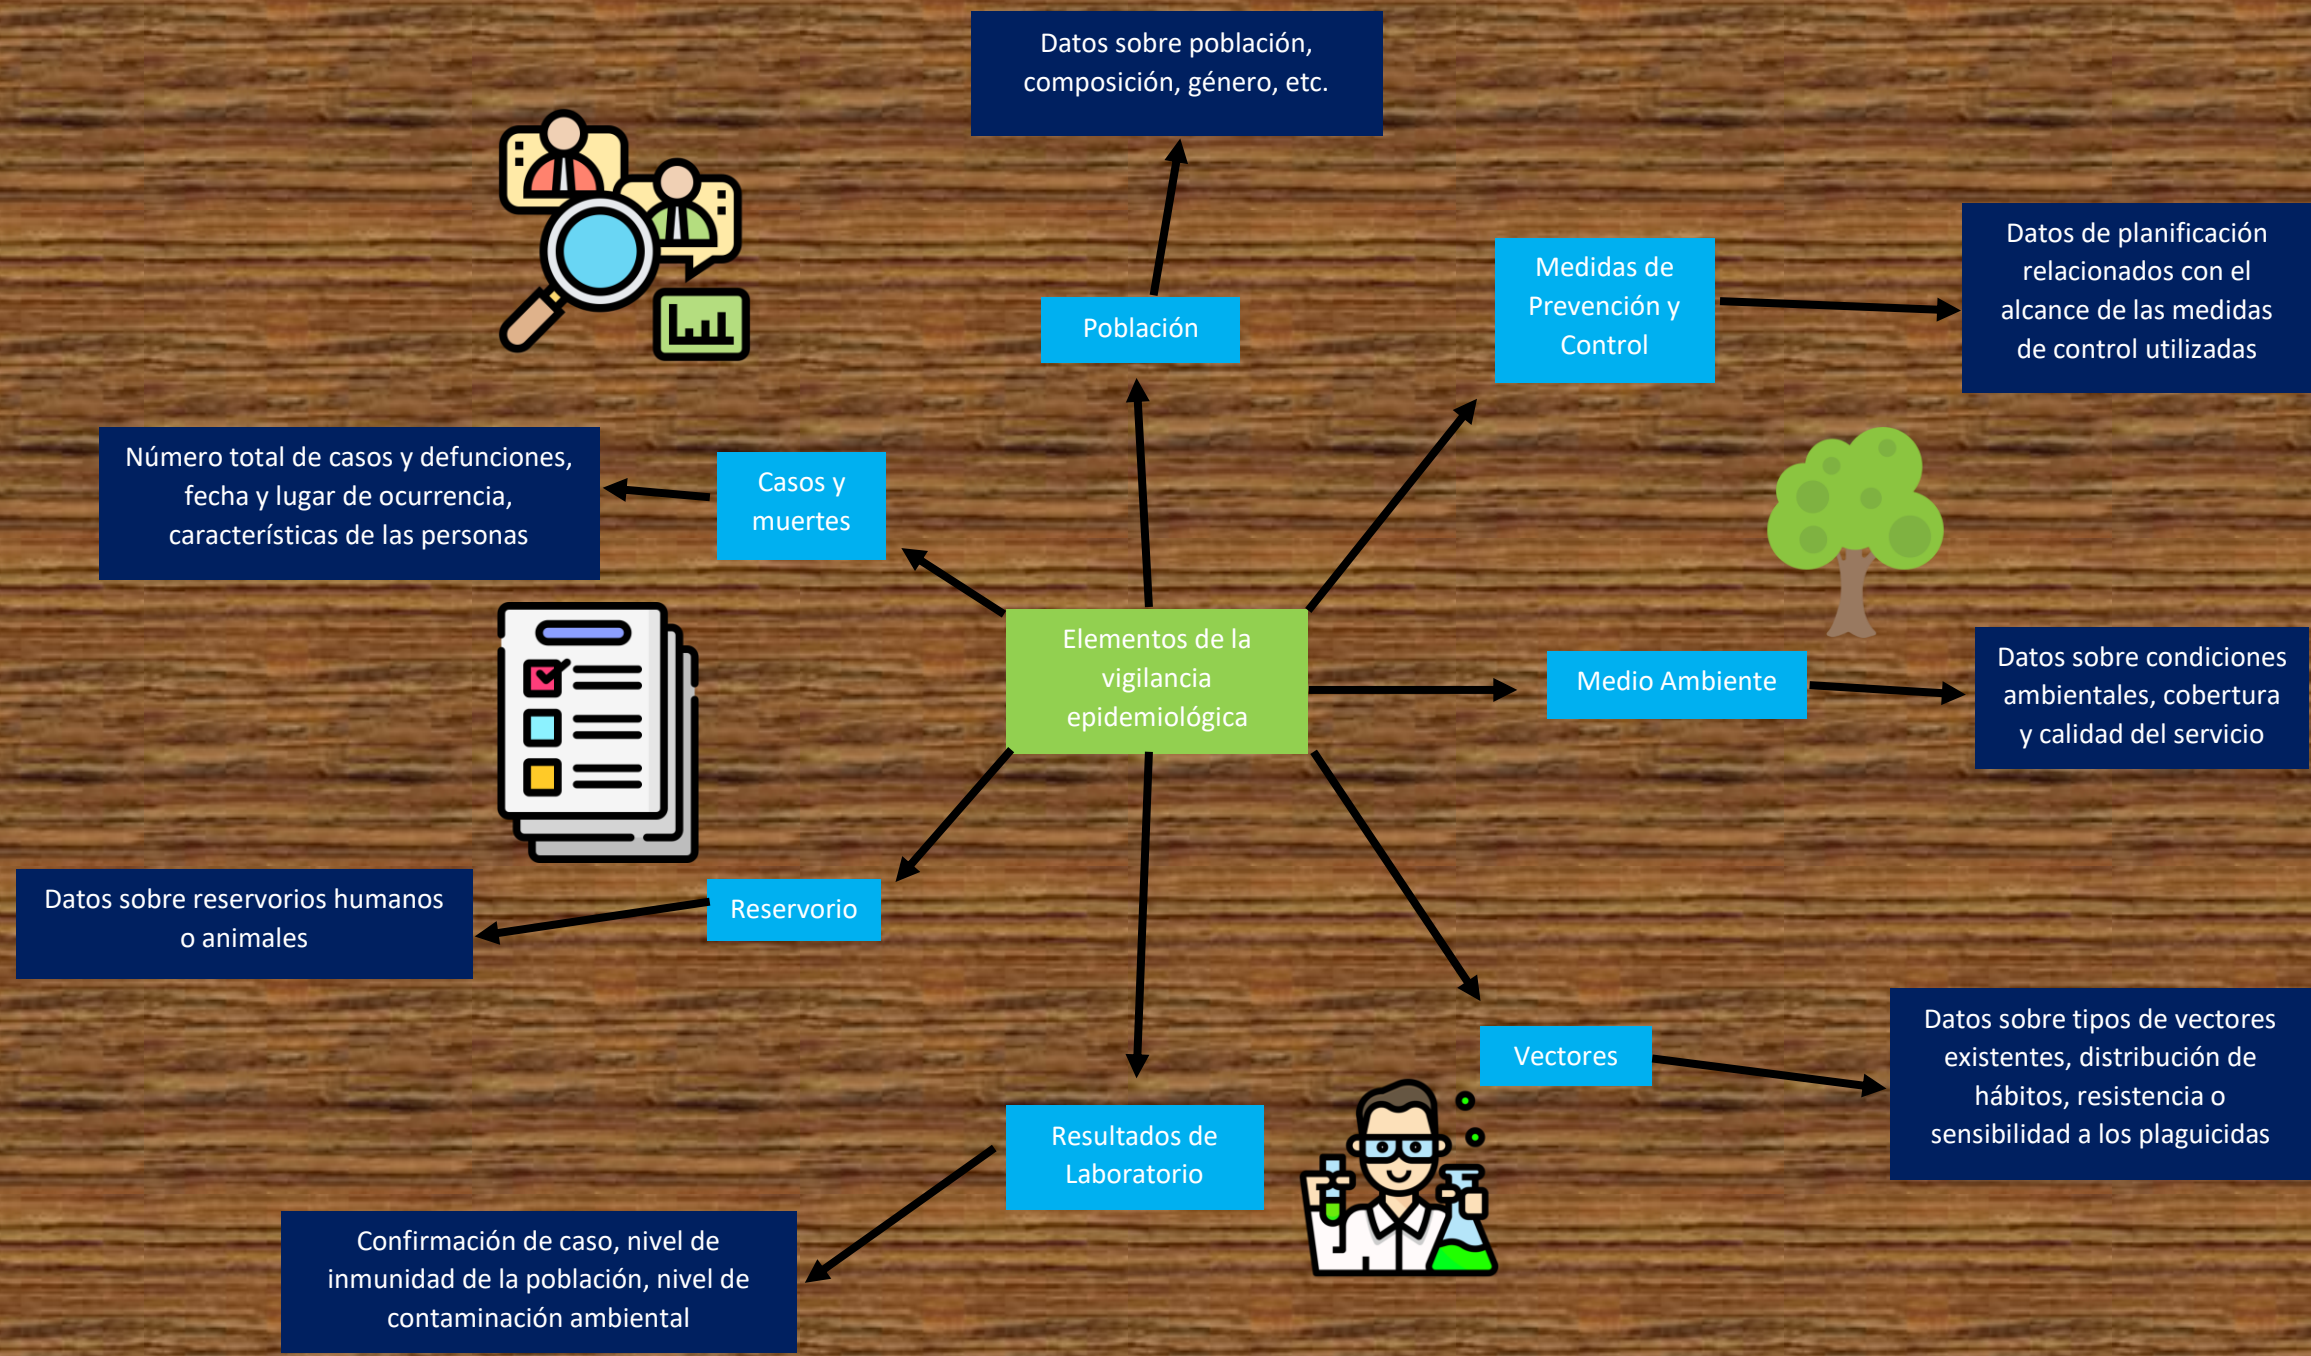 Datos sobre población,
composición, género, etc.
Medidas de
Prevención y
Control
Datos de planificación
relacionados con el
alcance de las medidas
de control utilizadas
Población
Número total de casos y defunciones,
fecha y lugar de ocurrencia,
características de las personas
Casos y
muertes
Elementos de la
vigilancia
epidemiológica
Medio Ambiente
Datos sobre condiciones
ambientales, cobertura
y calidad del servicio
Datos sobre reservorios humanos
o animales
Reservorio
Vectores
Datos sobre tipos de vectores
existentes, distribución de
hábitos, resistencia o
sensibilidad a los plaguicidas
Resultados de
Laboratorio
Confirmación de caso, nivel de
inmunidad de la población, nivel de
contaminación ambiental